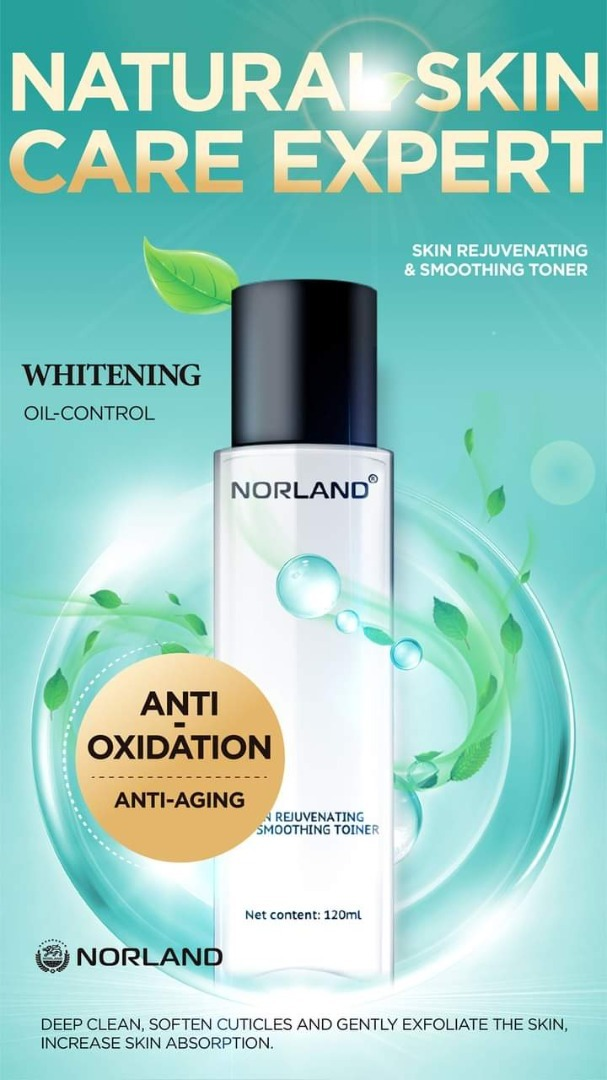 NATURAL SKIN
CARE EXPERT
SKIN REJUVENATING
& SMOOTHING TONER
WHITENING
OIL-CONTROL
NORLAND®
ANTI
-
OXIDATION
ANTI-AGING
N REJUVENATING
SMOOTHING TOINER
Net content: 120ml
NORLAND
DEEP CLEAN, SOFTEN CUTICLES AND GENTLY EXFOLIATE THE SKIN,
INCREASE SKIN ABSORPTION.